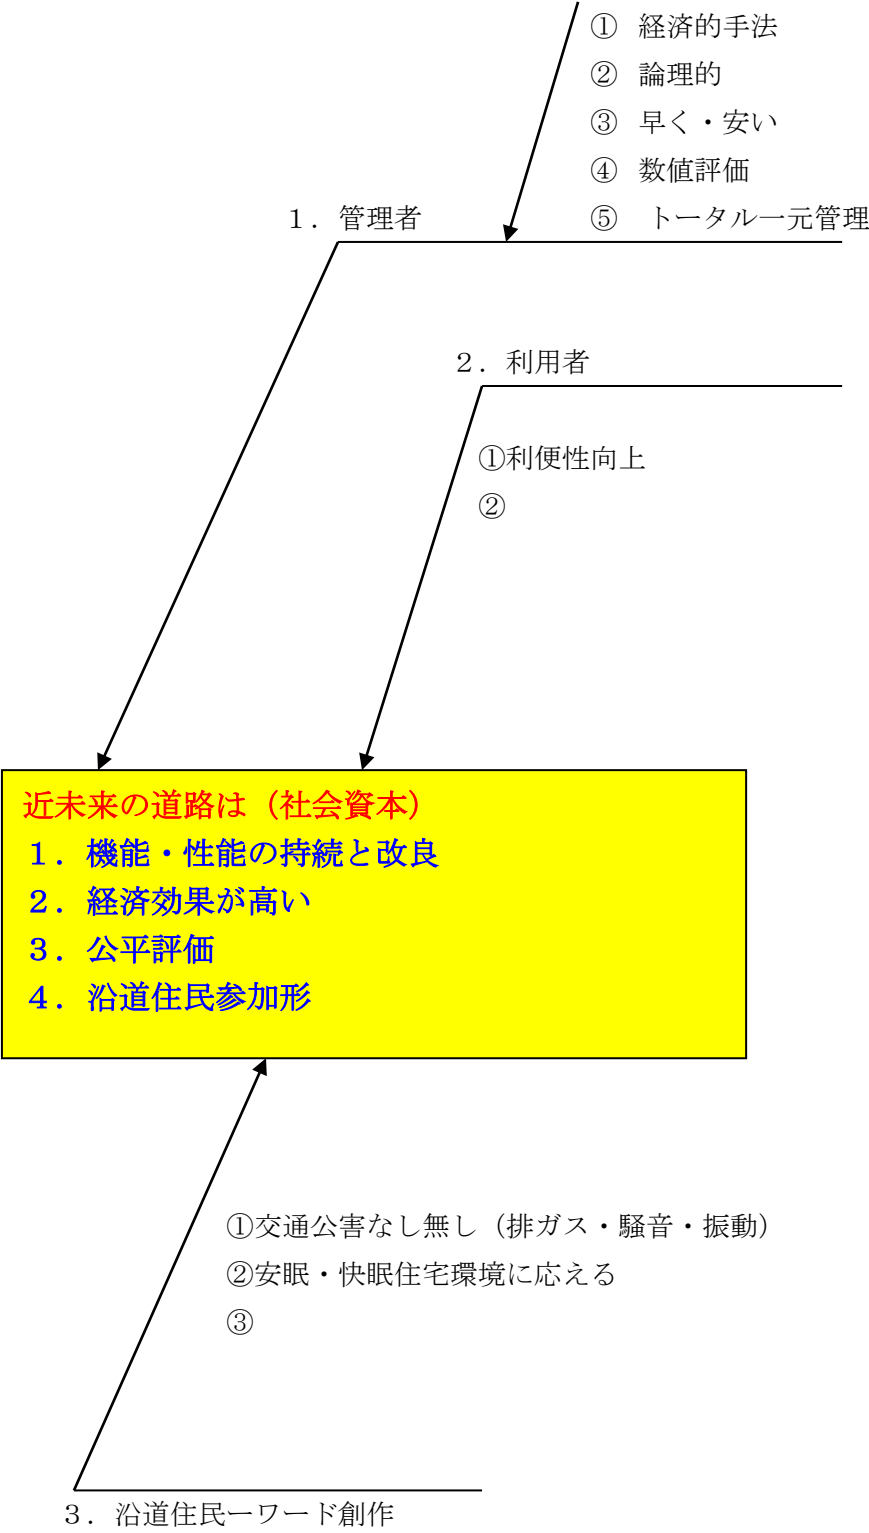 ① 経済的手法
② 論理的
③ 早く・安い
④ 数値評価
１．管理者
⑤ トータル一元管理
２．利用者
①利便性向上
②
近未来の道路は（社会資本）
１．機能・性能の持続と改良
２．経済効果が高い
３．公平評価
４．沿道住民参加形
①交通公害なし無し（排ガス・騒音・振動）
②安眠・快眠住宅環境に応える
③
３．沿道住民ーワード創作